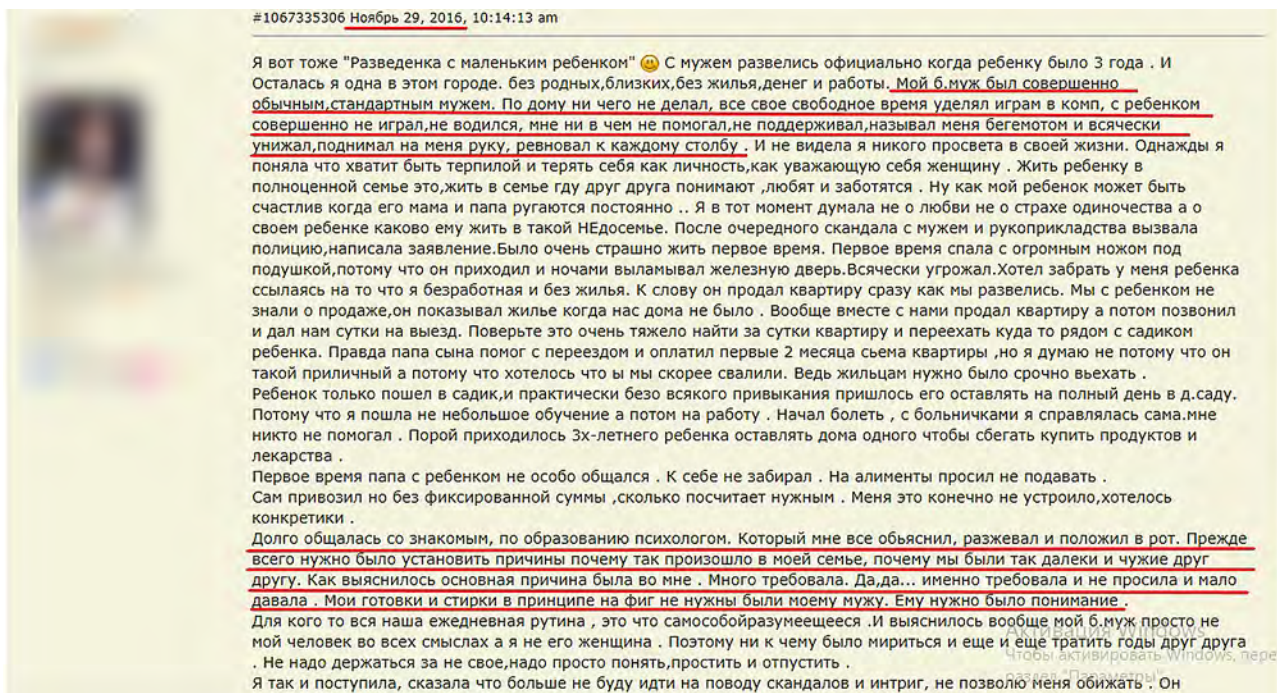 #1067335306 Ноябрь 29, 2016, 10:14:13 am
Я вот тоже "Разведенка с маленьким ребенком" С мужем развелись официально когда ребенку было 3 года . И
Осталась я одна в этом городе. без родных,близких,без жилья,денег и работы. Мой б.муж был совершенно
обычным,стандартным мужем. По дому ни чего не делал, все свое свободное время уделял играм в комп, с ребенком
совершенно не играл,не водился, мне ни в чем не помогал,не поддерживал,называл меня бегемотом и всячески
унижал,поднимал на меня руку, ревновал к каждому столбу . И не видела я никого просвета в своей жизни. Однажды я
поняла что хватит быть терпилой и терять себя как личность,как уважающую себя женщину . Жить ребенку в
полноценной семье это,жить в семье гду друг друга понимают ,любят и заботятся . Ну как мой ребенок может быть
счастлив когда его мама и папа ругаются постоянно .. Я в тот момент думала не о любви не о страхе одиночества а о
своем ребенке каково ему жить в такой НЕдосемье. После очередного скандала с мужем и рукоприкладства вызвала
полицию,написала заявление.Было очень страшно жить первое время. Первое время спала с огромным ножом под
подушкой,потому что он приходил и ночами выламывал железную дверь.Всячески угрожал.Хотел забрать у меня ребенка
ссылаясь на то что я безработная и без жилья. К слову он продал квартиру сразу как мы развелись. Мы с ребенком не
знали о продаже,он показывал жилье когда нас дома не было . Вообще вместе с нами продал квартиру а потом позвонил
и дал нам сутки на выезд. Поверьте это очень тяжело найти за сутки квартиру и переехать куда то рядом с садиком
ребенка. Правда папа сына помог с переездом и оплатил первые 2 месяца сьема квартиры ,но я думаю не потому что он
такой приличный а потому что хотелось что ы мы скорее свалили. Ведь жильцам нужно было срочно вьехать .
Ребенок только пошел в садик,и практически безо всякого привыкания пришлось его оставлять на полный день в д.саду.
Потому что я пошла не небольшое обучение а потом на работу . Начал болеть , с больничками я справлялась сама.мне
никто не помогал . Порой приходилось 3х-летнего ребенка оставлять дома одного чтобы сбегать купить продуктов и
лекарства .
Первое время папа с ребенком не особо общался . К себе не забирал . На алименты просил не подавать .
Сам привозил но без фиксированной суммы ,сколько посчитает нужным . Меня это конечно не устроило,хотелось
конкретики .
Долго общалась со знакомым, по образованию психологом. Который мне все обьяснил, разжевал и положил в рот. Прежде
всего нужно было установить причины почему так произошло в моей семье, почему мы были так далеки и чужие друг
другу. Как выяснилось основная причина была во мне . Много требовала. Да,да... именно требовала и не просила и мало
давала . Мои готовки и стирки в принципе на фиг не нужны были моему мужу. Ему нужно было понимание .
Для кого то вся наша ежедневная рутина , это что самособойразумеещееся .И выяснилось вообще мой б.муж просто не
мой человек во всех смыслах а я не его женщина . Поэтому ни к чему было мириться и еще и еще тратить годы друг друга
. Не надо держаться за не свое,надо просто понять,простить и отпустить .
Я так и поступила, сказала что больше не буду идти на поводу скандалов и интриг, не позволю меня обижать . Он
Активация Windows
Чтобы активировать Windows, пере
раздел "Параметры".